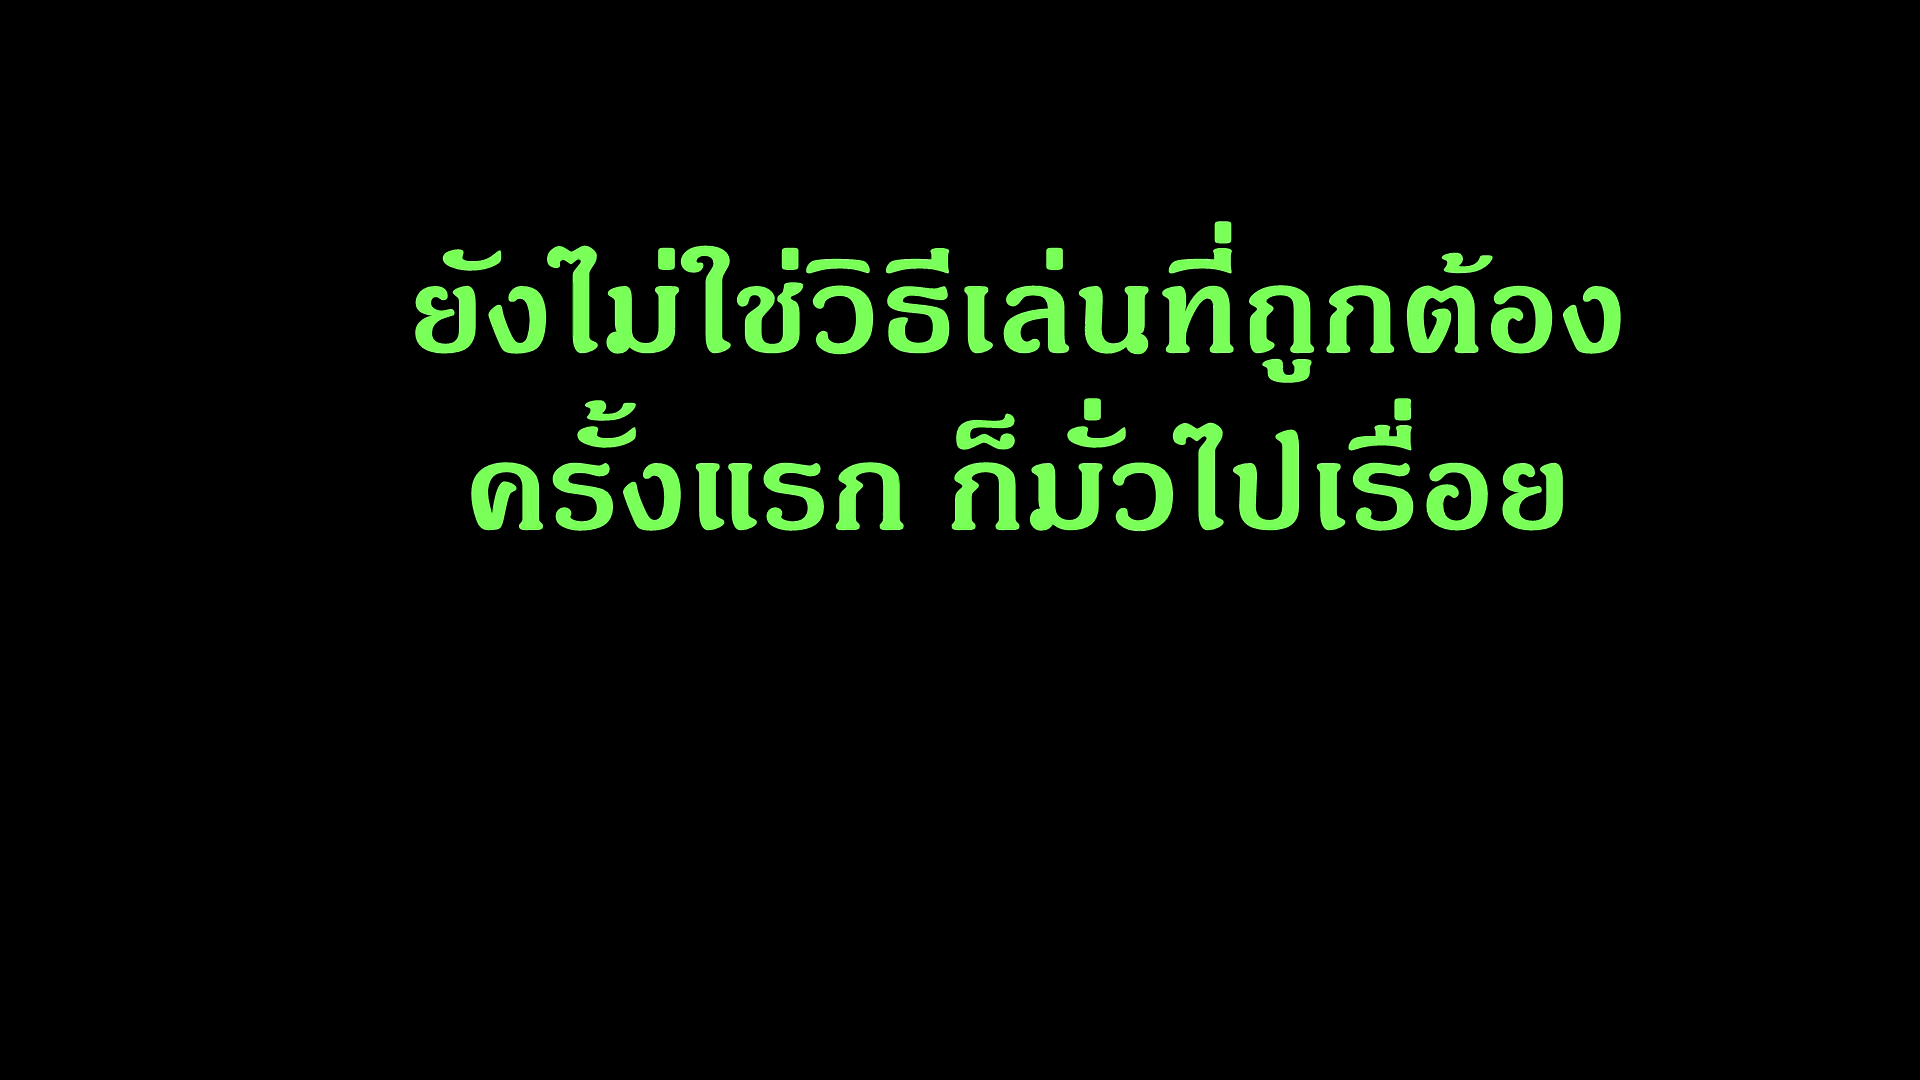 ยังไม่ใช่วิธีเล่นที่ถูกต้อง
ครั้งแรก ก็มั่วไปเรื่อย